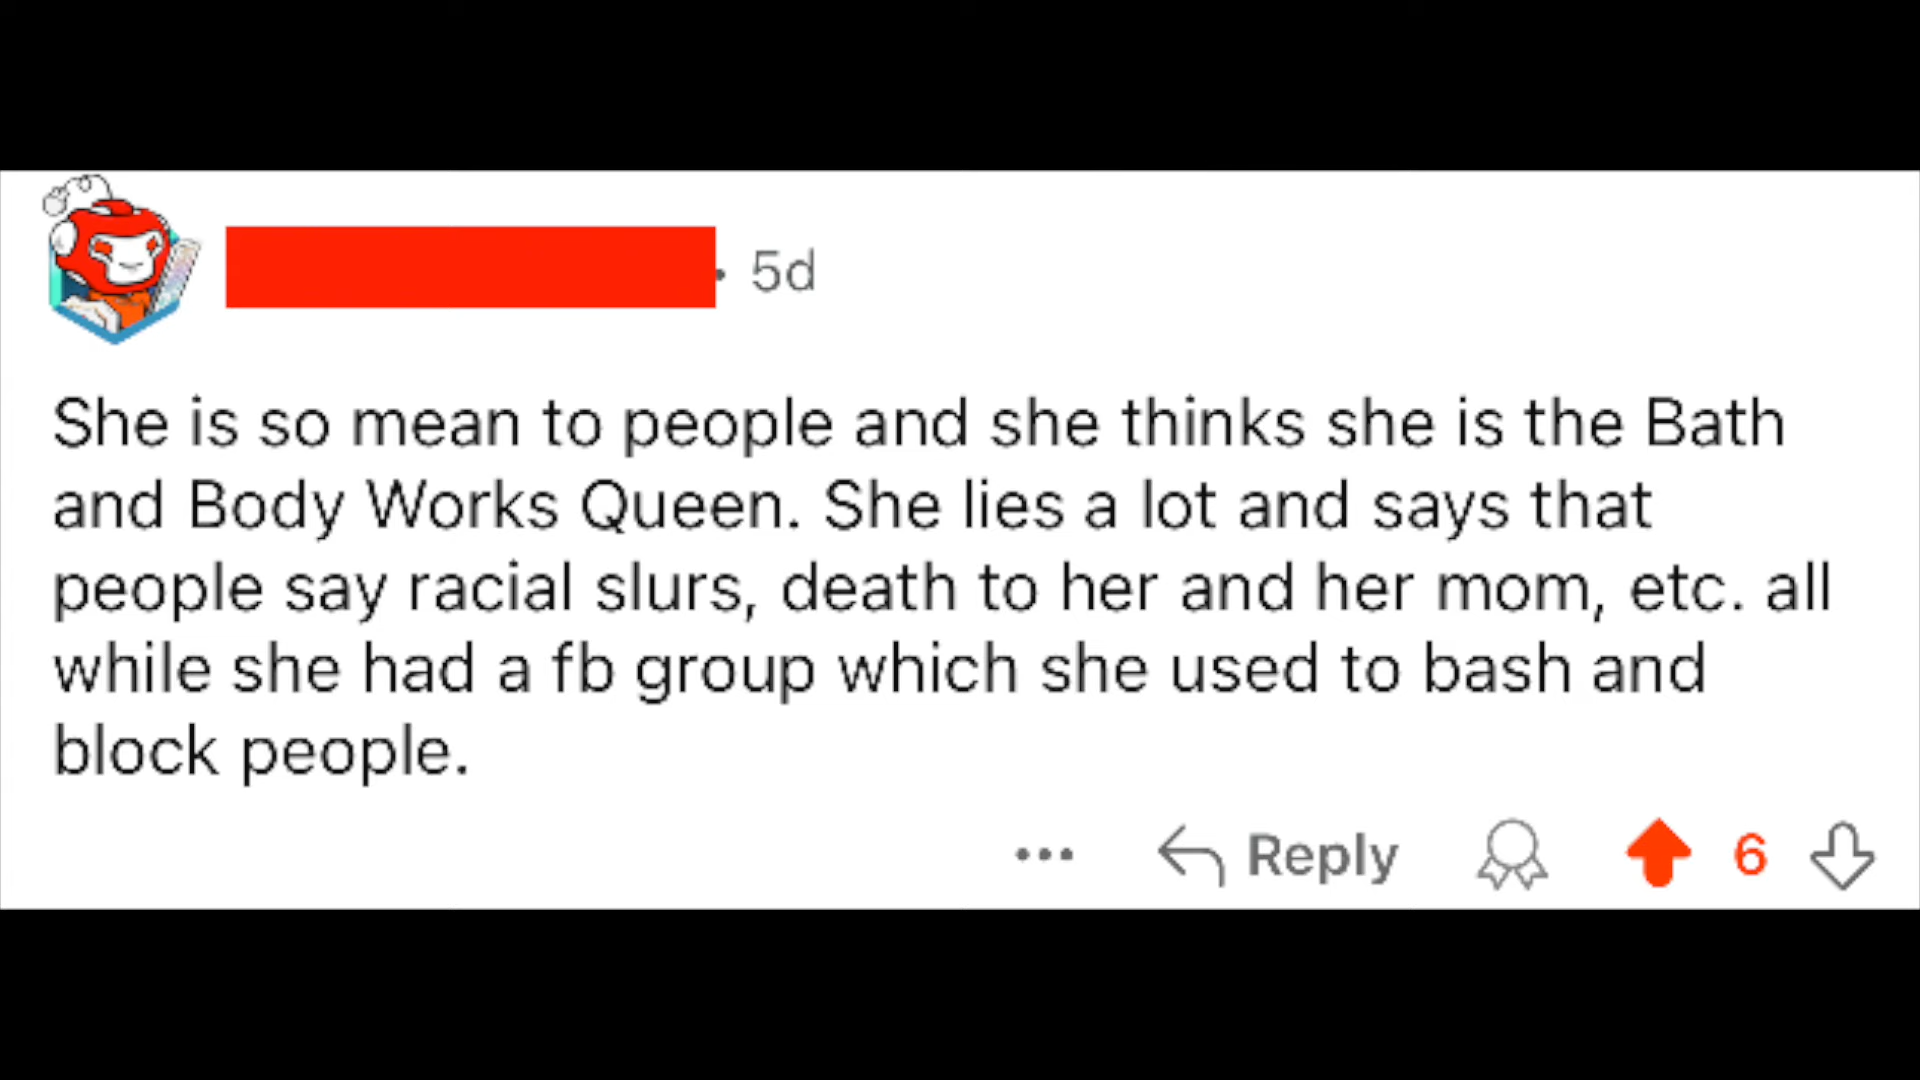 • 5d
She is so mean to people and she thinks she is the Bath
and Body Works Queen. She lies a lot and says that
people say racial slurs, death to her and her mom, etc. all
while she had a fb group which she used to bash and
block people.
... Reply 6